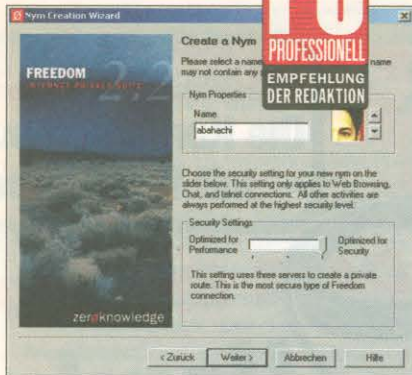 Nym Creation Wizard
PROFESSIONELL
EMPFEHLUNG
DER REDAKTION
FREEDOM
INTERNET PRIVACY SUITE
2.2
Create a Nym
Please select a name
name
may not contain any
Nym Properties
Name
abahachi
Choose the security setting for your new nym on the
slider below. This setting only applies to Web Browsing,
Chat, and telnet connections. All other activities are
always performed at the highest security level.
Security Settings
Optimized for
Performance
Optimized for
Security
This setting uses three servers to create a private
route. This is the most secure type of Freedom
connection.
zeroknowledge
< Zurück
Weiter >
Abbrechen
Hilfe